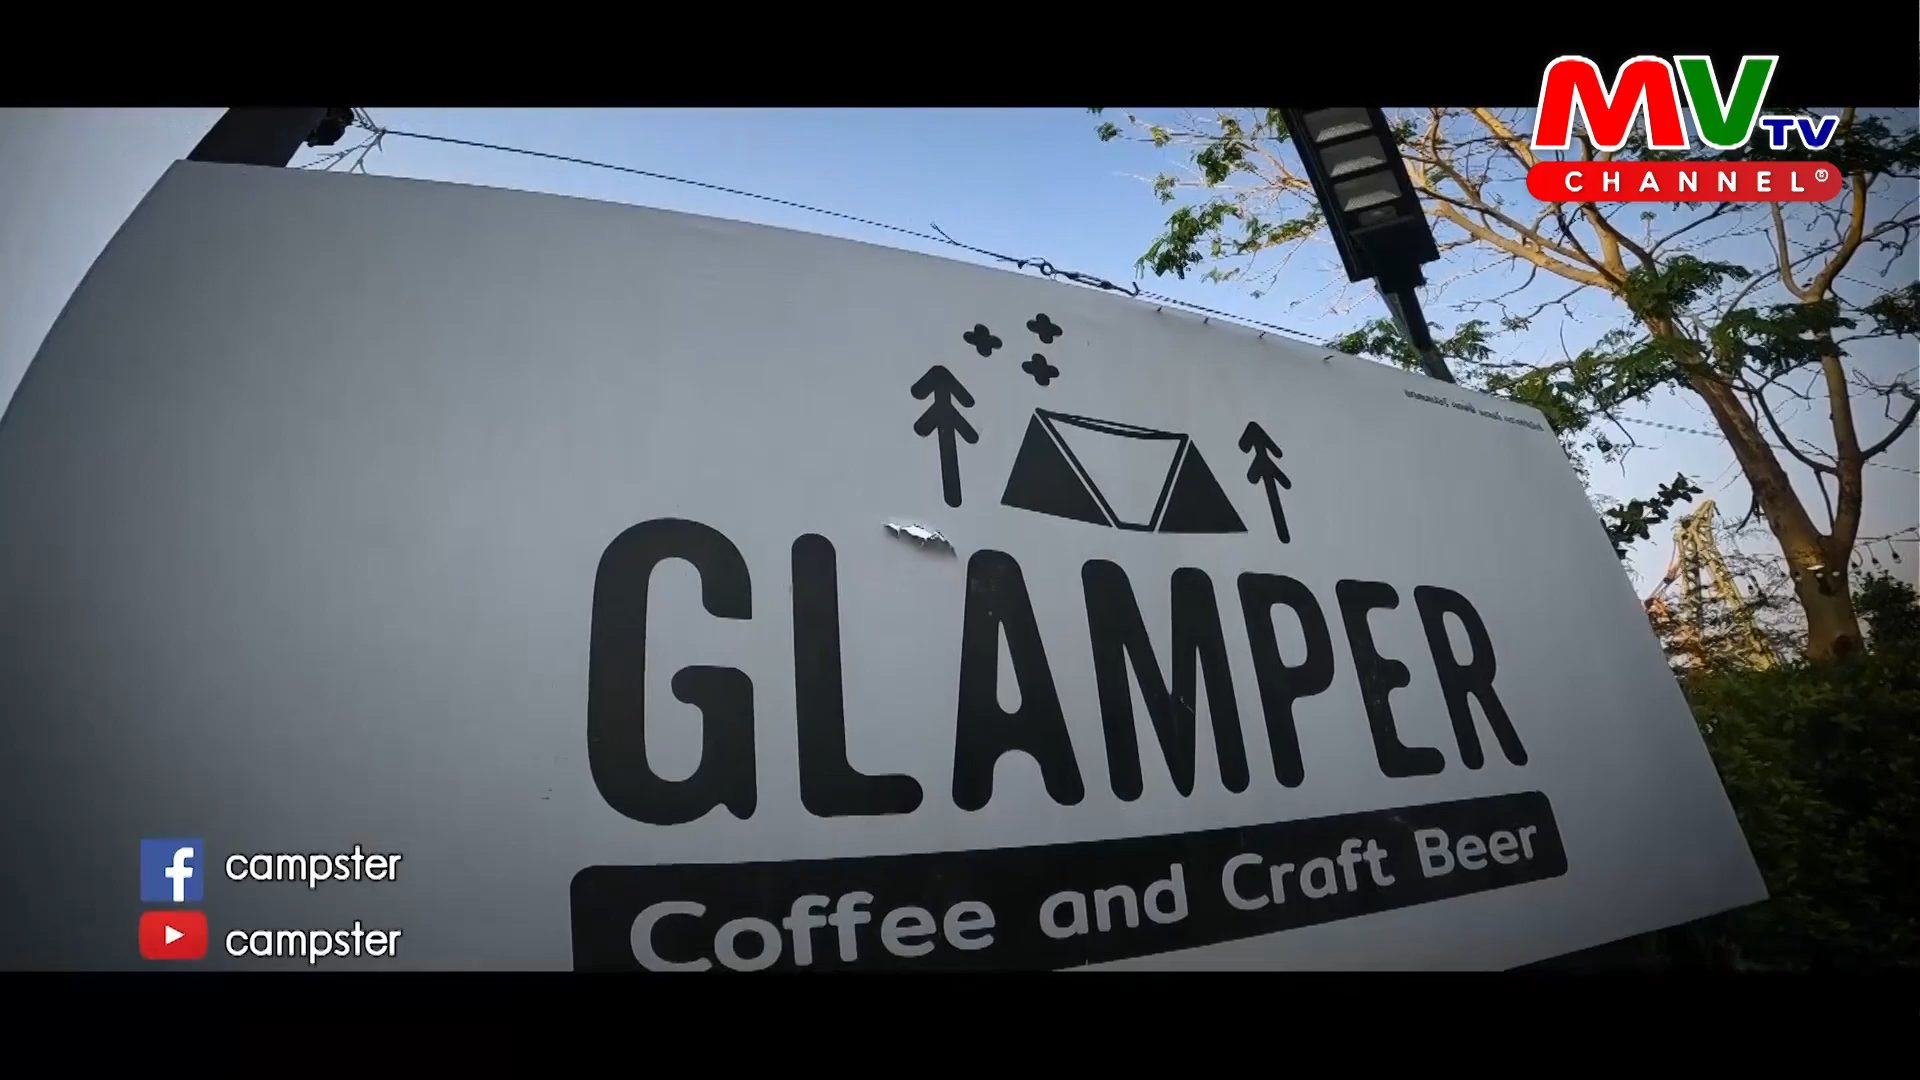 MV TV
CHANNEL®
GLAMPER
Coffee and Craft Beer
campster
campster